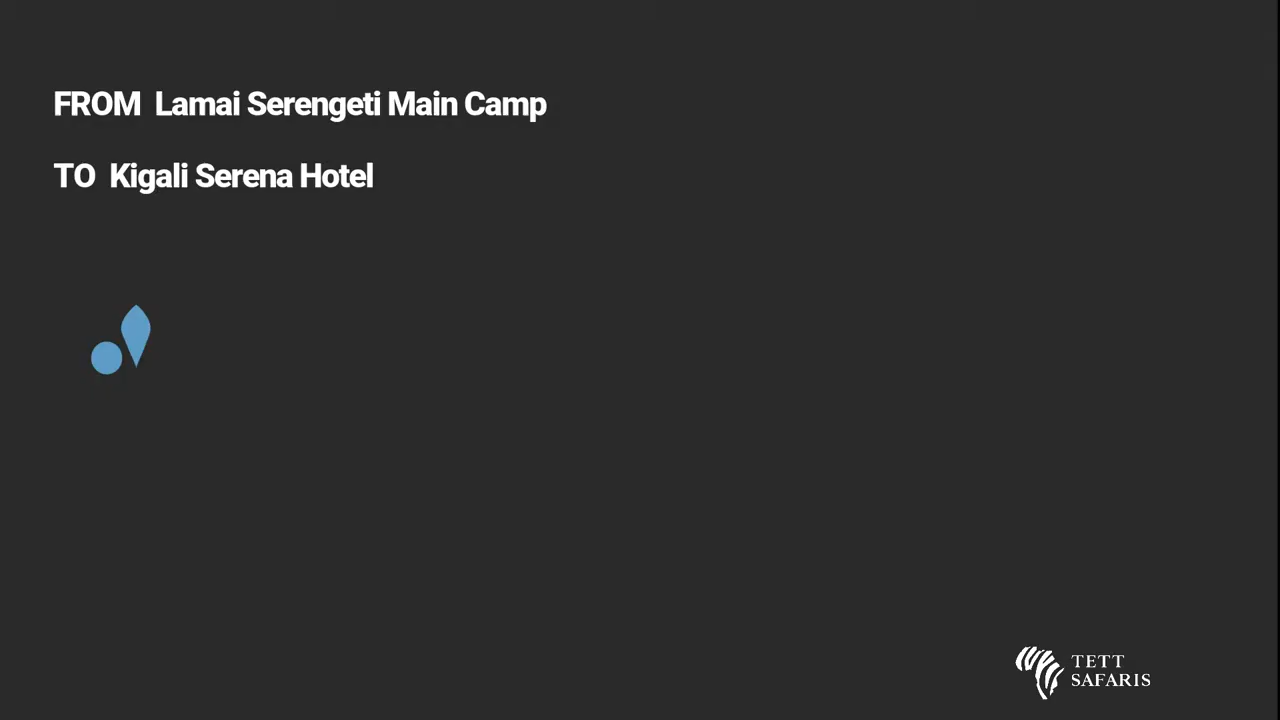 FROM Lamai Serengeti Main Camp
TO Kigali Serena Hotel
TETT
SAFARIS